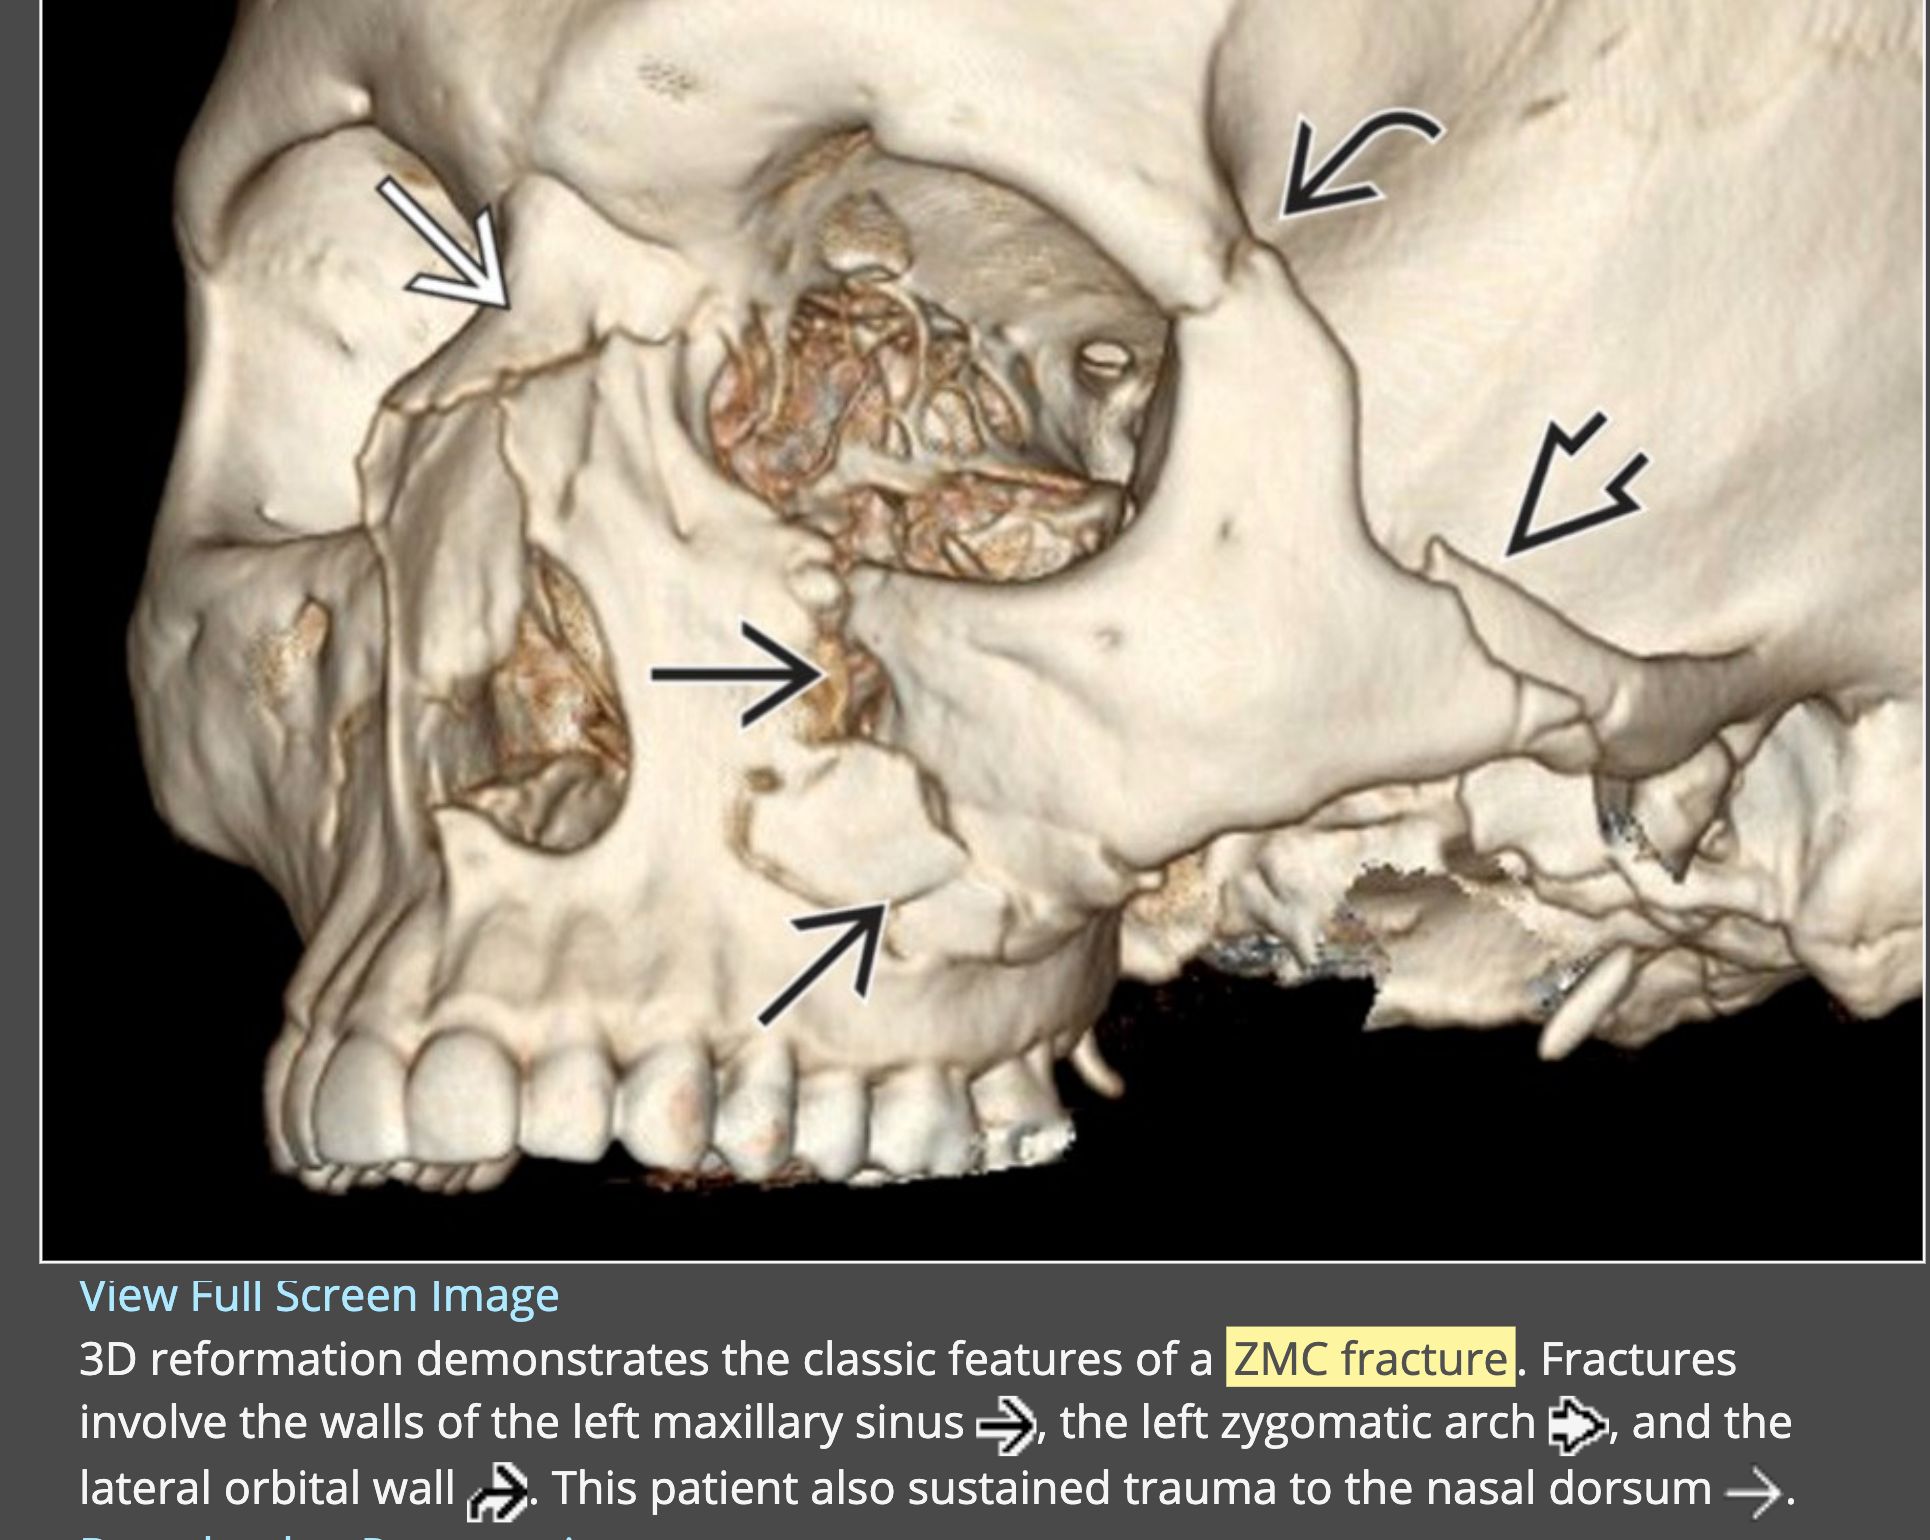 View Full Screen Image
3D reformation demonstrates the classic features of a ZMC fracture. Fractures
involve the walls of the left maxillary sinus , the left zygomatic arch , and the
lateral orbital wall . This patient also sustained trauma to the nasal dorsum .